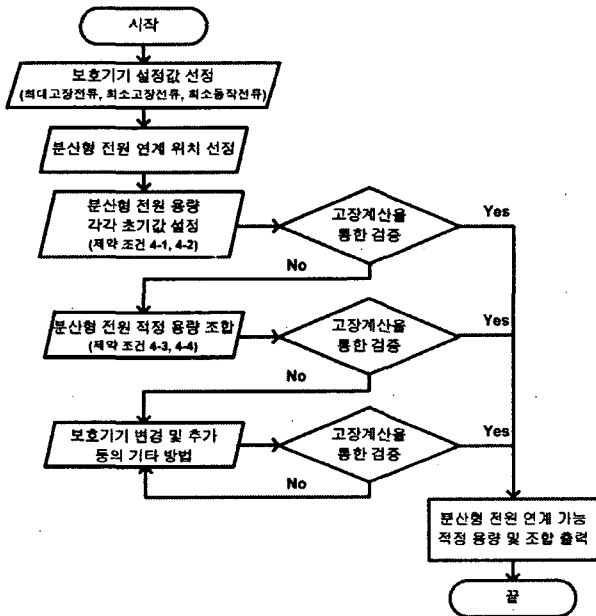 시작
보호기기 설정값 선정
(최대고장전류, 최소고장전류, 최소동작전류)
분산형 전원 연계 위치 선정
분산형 전원 용량
각각 초기값 설정
(제약 조건 4-1, 4-2)
고장계산을
통한 검증
Yes
No
분산형 전원 적정 용량 조합
(제약 조건 4-3, 4-4)
고장계산을
통한 검증
Yes
No
보호기기 변경 및 추가
등의 기타 방법
고장계산을
통한 검증
Yes
No
분산형 전원 연계 가능
적정 용량 및 조합 출력
끝